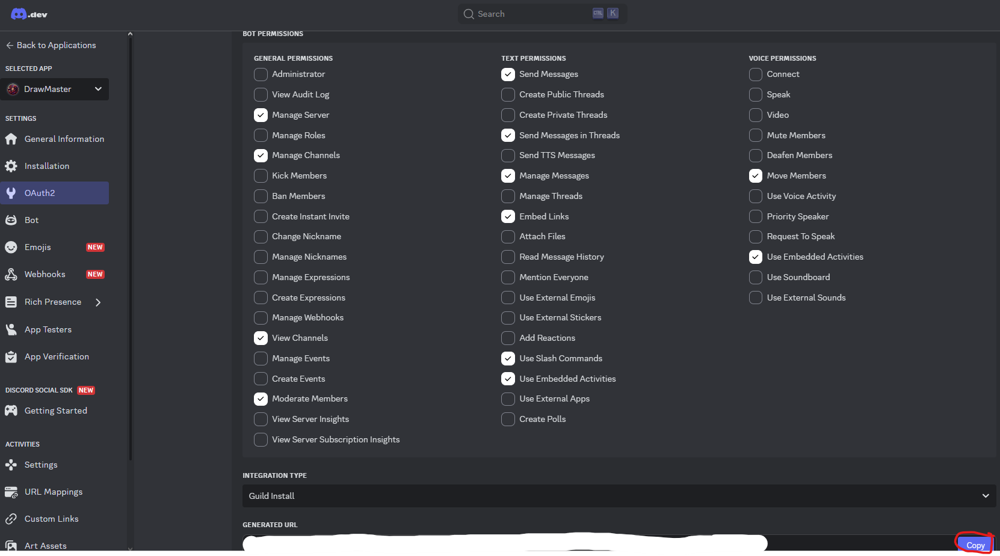 .dev
Search
CTRL K
Back to Applications
SELECTED APP
DrawMaster
SETTINGS
General Information
Installation
OAuth2
Bot
Emojis NEW
Webhooks NEW
Rich Presence
App Testers
App Verification
DISCORD SOCIAL SDK NEW
Getting Started
ACTIVITIES
Settings
URL Mappings
Custom Links
Art Assets
BOT PERMISSIONS
GENERAL PERMISSIONS
Administrator
View Audit Log
Manage Server
Manage Roles
Manage Channels
Kick Members
Ban Members
Create Instant Invite
Change Nickname
Manage Nicknames
Manage Expressions
Create Expressions
Manage Webhooks
View Channels
Manage Events
Create Events
Moderate Members
View Server Insights
View Server Subscription Insights
TEXT PERMISSIONS
Send Messages
Create Public Threads
Create Private Threads
Send Messages in Threads
Send TTS Messages
Manage Messages
Manage Threads
Embed Links
Attach Files
Read Message History
Mention Everyone
Use External Emojis
Use External Stickers
Add Reactions
Use Slash Commands
Use Embedded Activities
Use External Apps
Create Polls
VOICE PERMISSIONS
Connect
Speak
Video
Mute Members
Deafen Members
Move Members
Use Voice Activity
Priority Speaker
Request To Speak
Use Embedded Activities
Use Soundboard
Use External Sounds
INTEGRATION TYPE
Guild Install
GENERATED URL
Copy